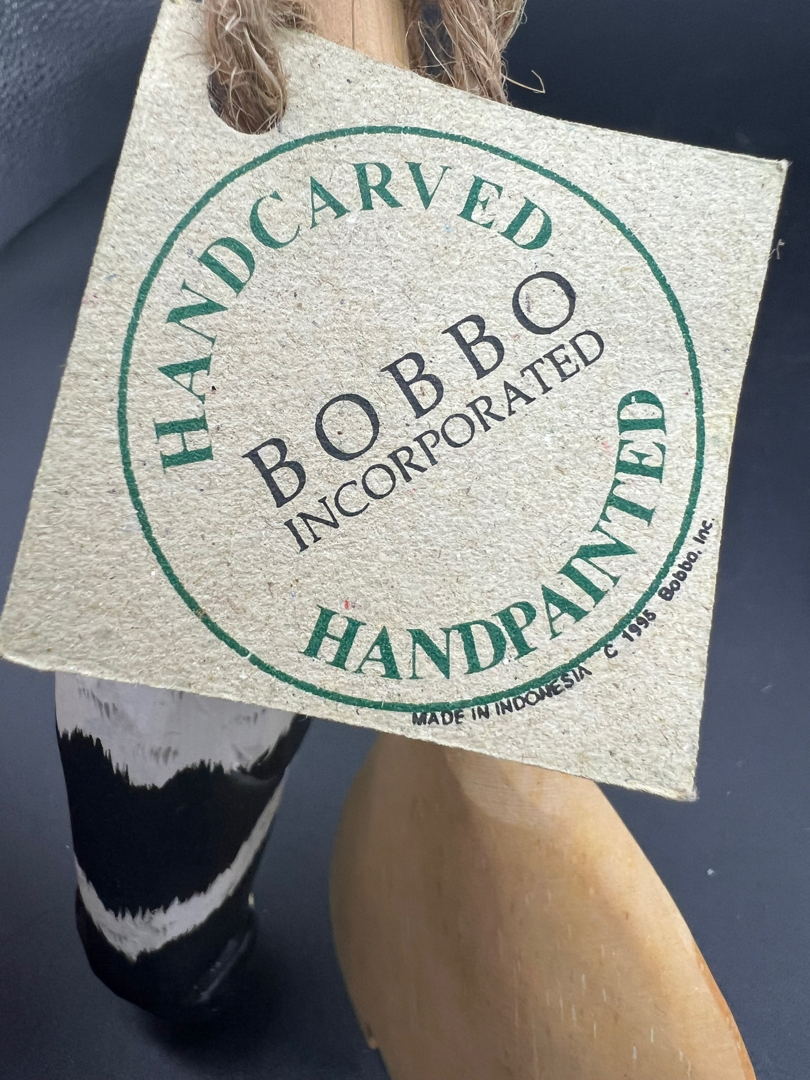 HANDCARVED
BOBBO
INCORPORATED
HANDPAINTED
MADE IN INDONESIA C 1995 Bobbo, Inc.